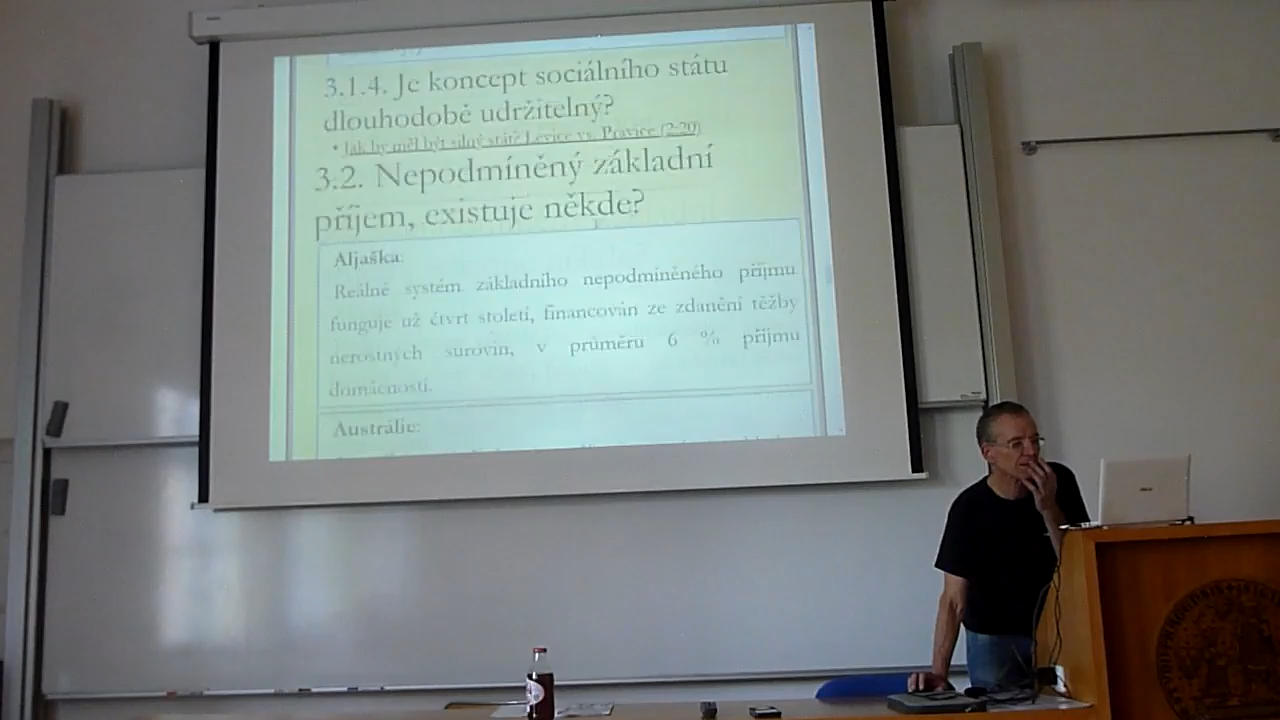 3.1.4. Je koncept sociálního státu
dlouhodobě udržitelný?
• Jak by měl být silný stát? Levice vs. Pravice (2:20)
3.2. Nepodmíněný základní
příjem, existuje někde?
Aljaška:
Reálně systém základního nepodmíněného příjmu
funguje už čtvrt století, financován ze zdanění těžby
nerostných surovin, v průměru 6 % příjmu
domácností.
Austrálie: